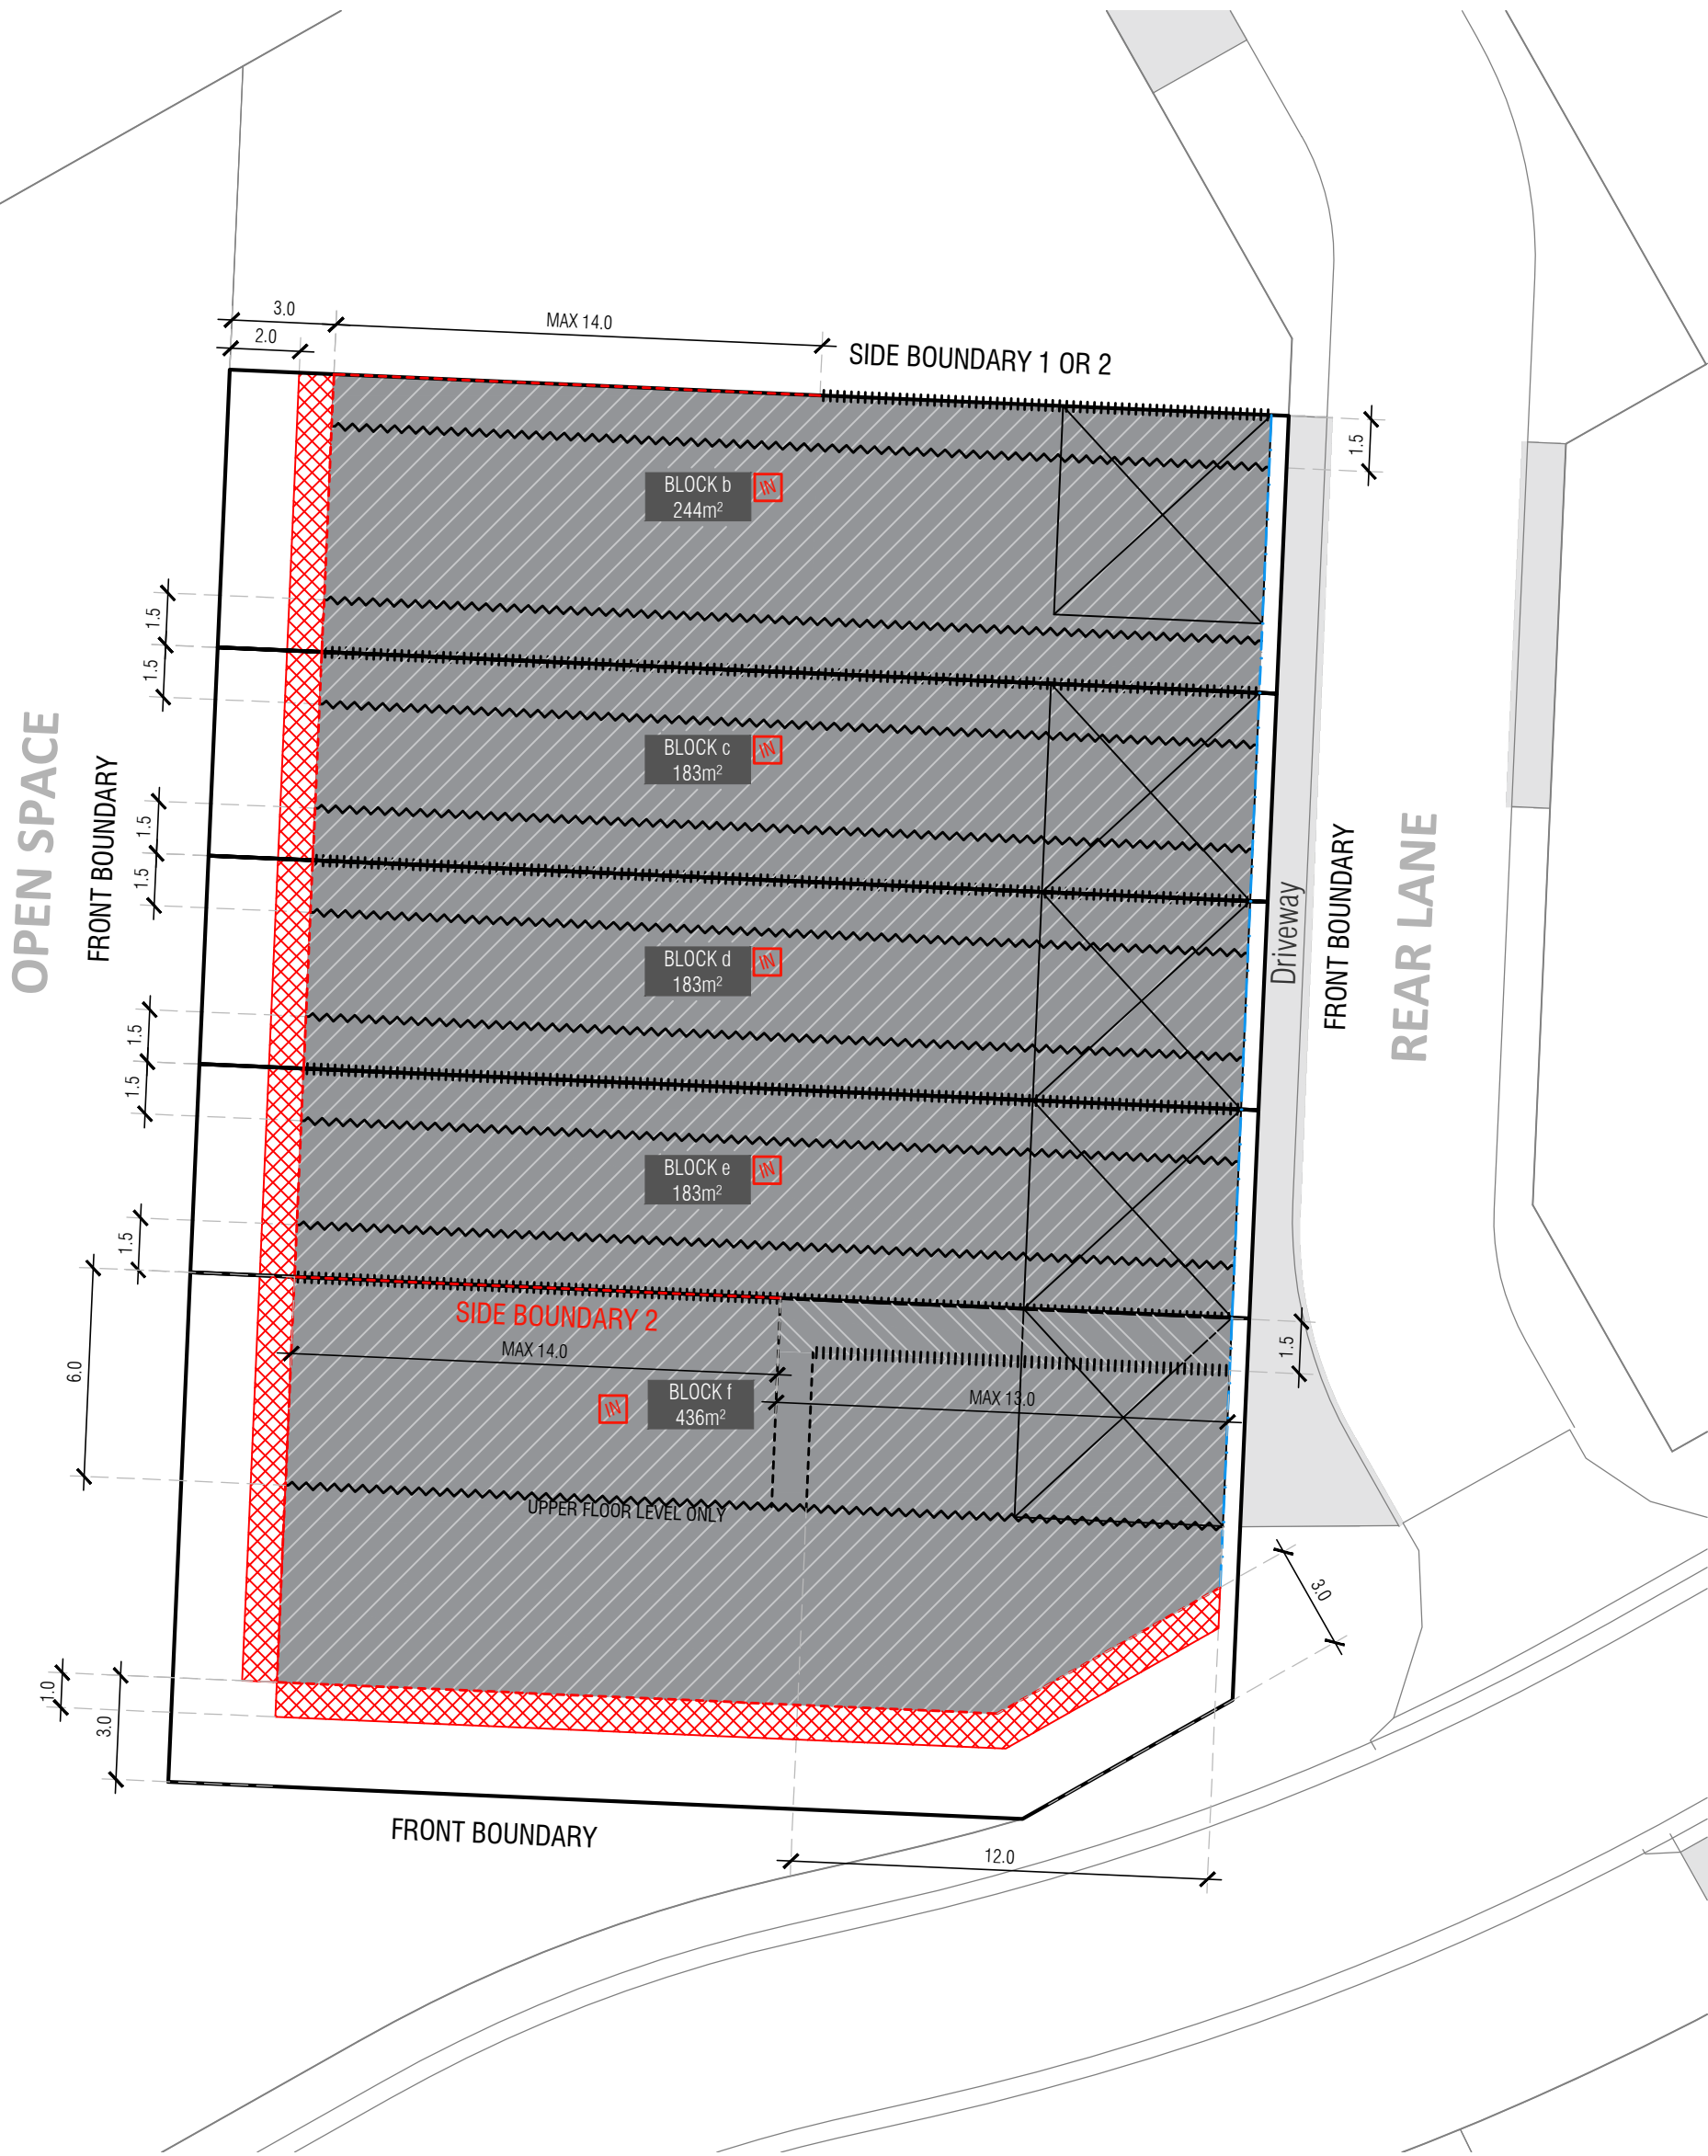 3.0
MAX 14.0
2.0
SIDE BOUNDARY 1 OR 2
1.5
BLOCK b
244m²
IN
1.5
1.5
OPEN SPACE
FRONT BOUNDARY
BLOCK c
183m²
IN
1.5
1.5
Driveway
FRONT BOUNDARY
REAR LANE
BLOCK d
183m²
IN
1.5
1.5
BLOCK e
183m²
IN
1.5
SIDE BOUNDARY 2
MAX 14.0
6.0
1.5
BLOCK f
436m²
IN
MAX 13.0
UPPER FLOOR LEVEL ONLY
3.0
1.0
3.0
FRONT BOUNDARY
12.0